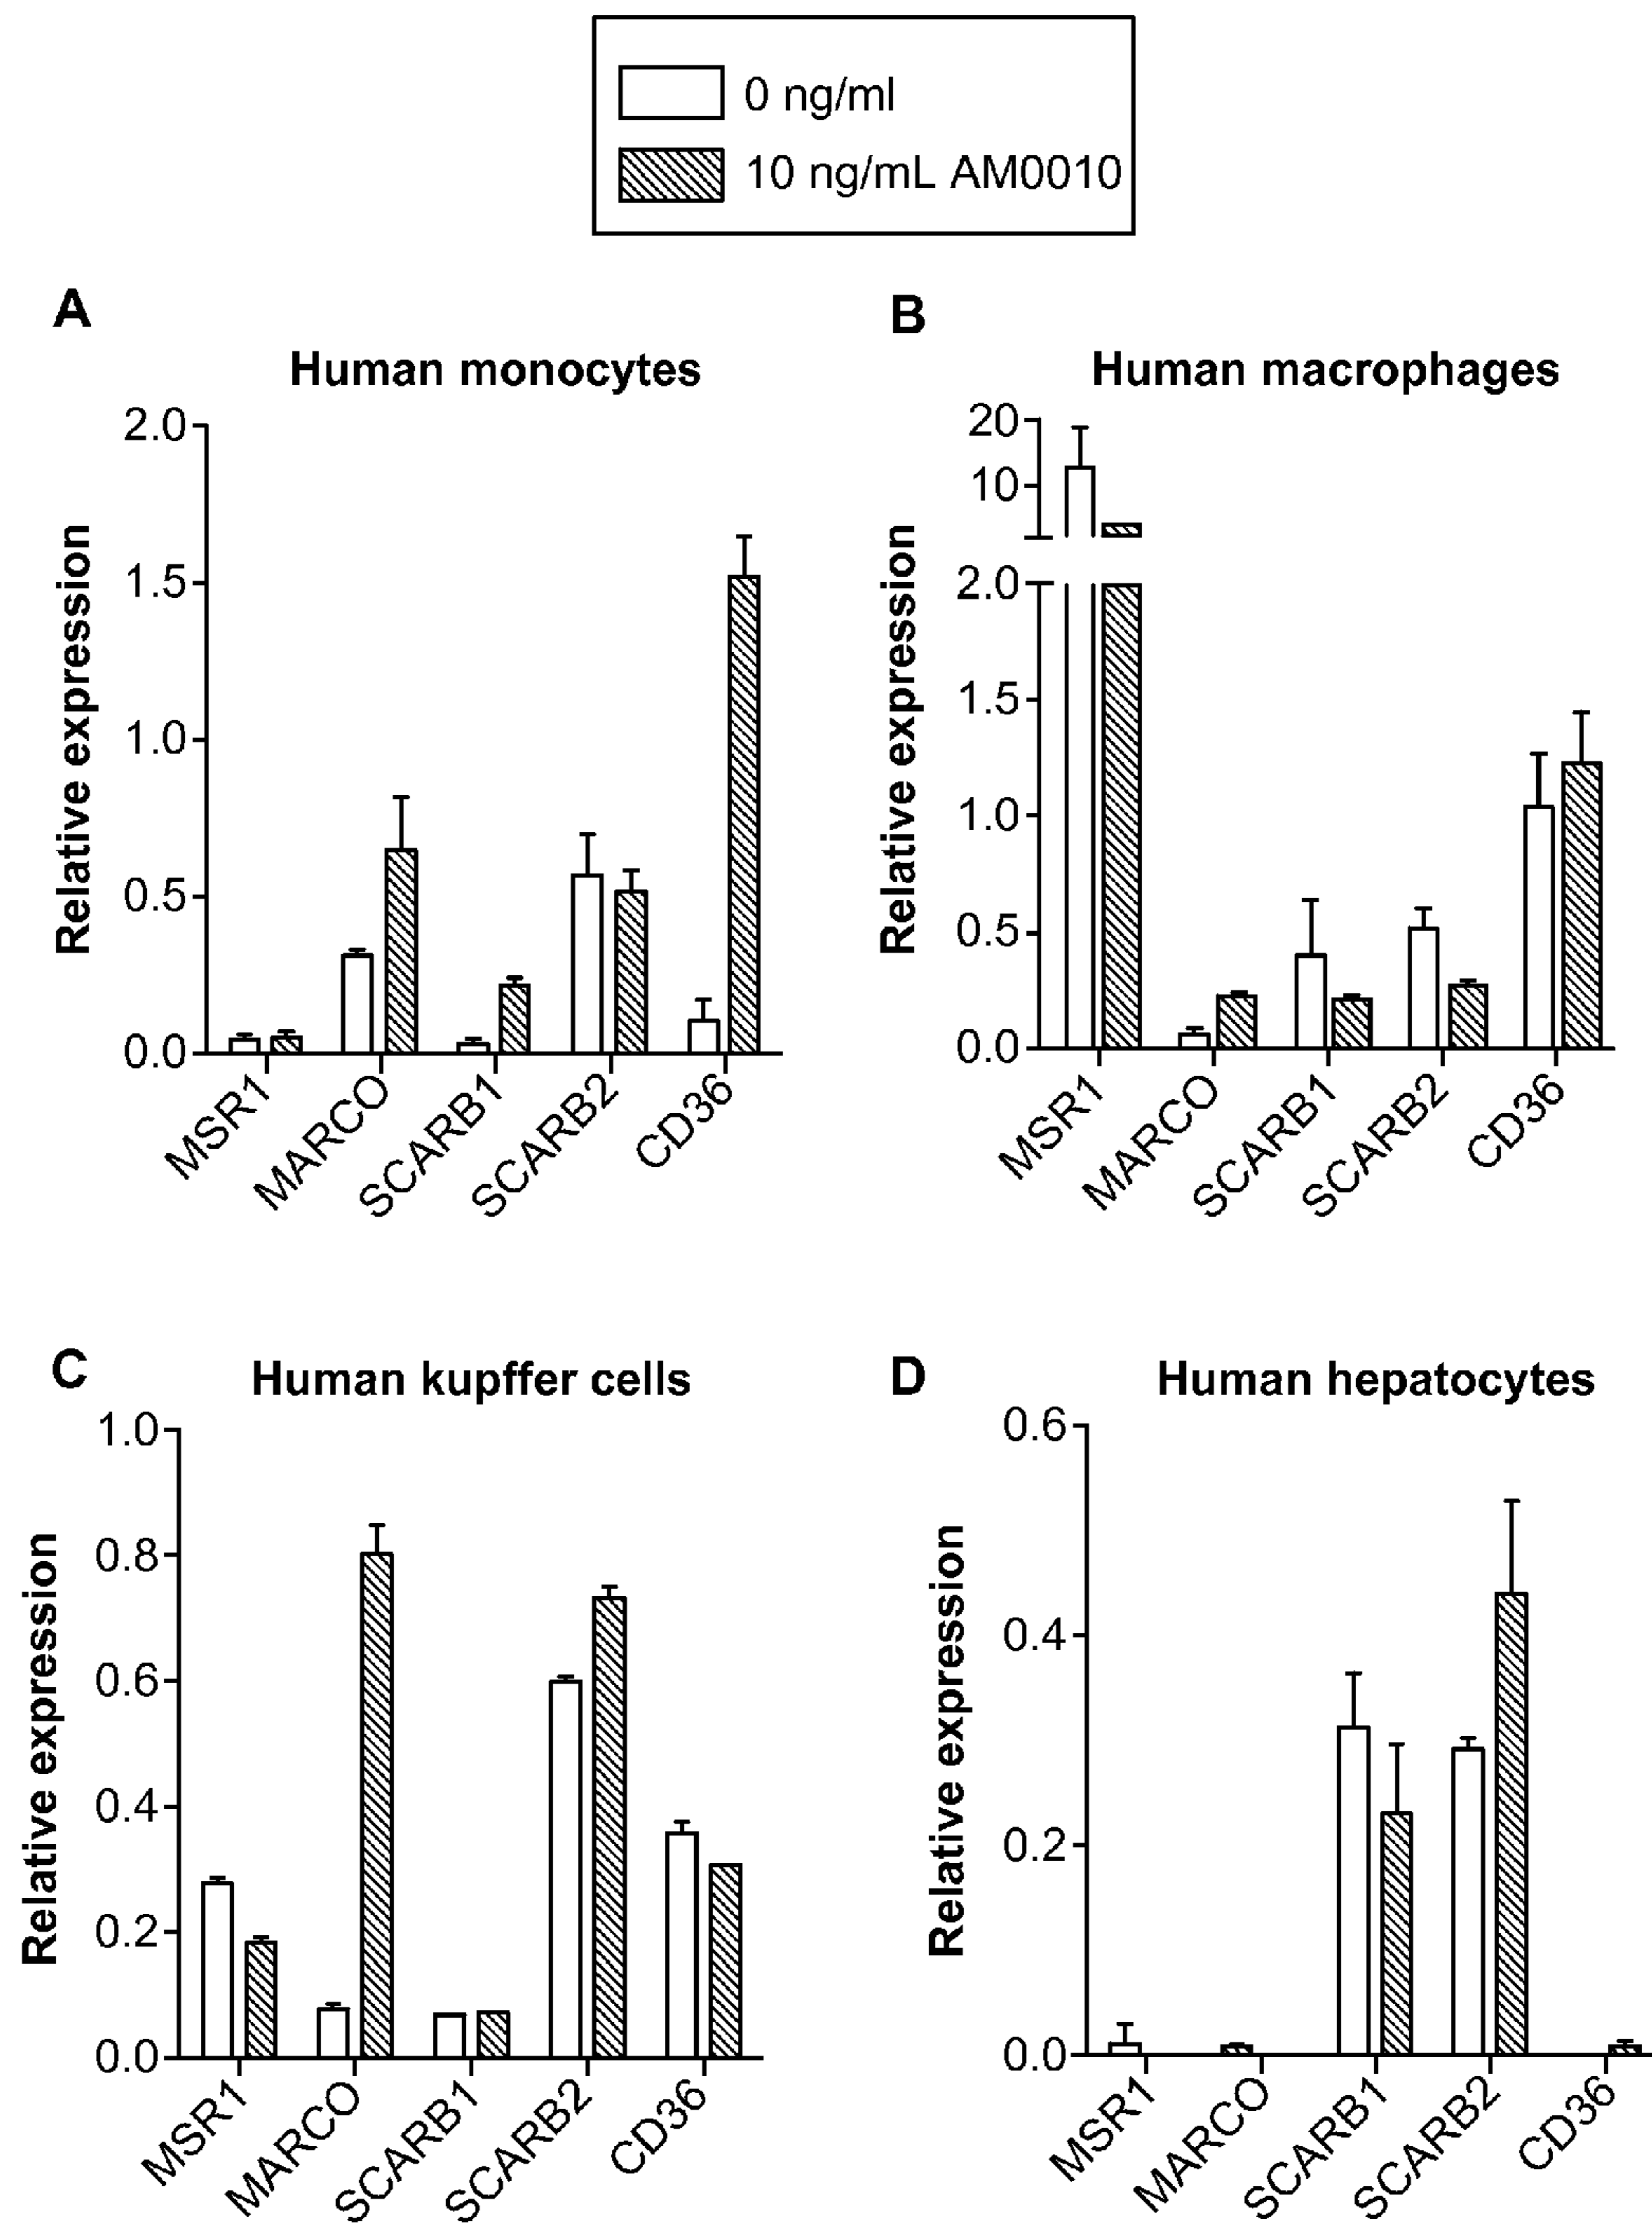 0 ng/ml
10 ng/mL AM0010
A
Human monocytes
Relative expression
2.0
1.5
1.0
0.5
0.0
MSR1
MARCO
SCARB1
SCARB2
CD36
B
Human macrophages
Relative expression
20
10
2.0
1.5
1.0
0.5
0.0
MSR1
MARCO
SCARB1
SCARB2
CD36
C
Human kupffer cells
Relative expression
1.0
0.8
0.6
0.4
0.2
0.0
MSR1
MARCO
SCARB1
SCARB2
CD36
D
Human hepatocytes
Relative expression
0.6
0.4
0.2
0.0
MSR1
MARCO
SCARB1
SCARB2
CD36